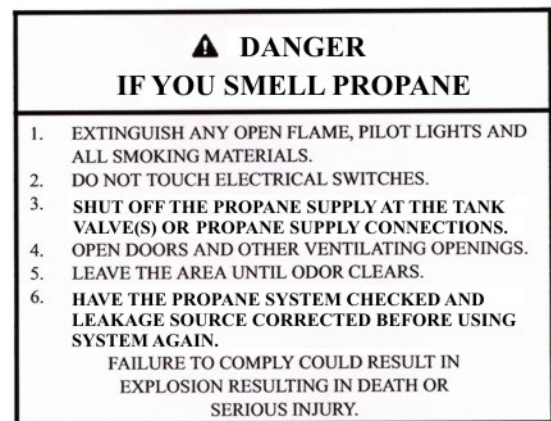 ⚠ DANGER
IF YOU SMELL PROPANE
1. EXTINGUISH ANY OPEN FLAME, PILOT LIGHTS AND
ALL SMOKING MATERIALS.
2. DO NOT TOUCH ELECTRICAL SWITCHES.
3. SHUT OFF THE PROPANE SUPPLY AT THE TANK
VALVE(S) OR PROPANE SUPPLY CONNECTIONS.
4. OPEN DOORS AND OTHER VENTILATING OPENINGS.
5. LEAVE THE AREA UNTIL ODOR CLEARS.
6. HAVE THE PROPANE SYSTEM CHECKED AND
LEAKAGE SOURCE CORRECTED BEFORE USING
SYSTEM AGAIN.
FAILURE TO COMPLY COULD RESULT IN
EXPLOSION RESULTING IN DEATH OR
SERIOUS INJURY.